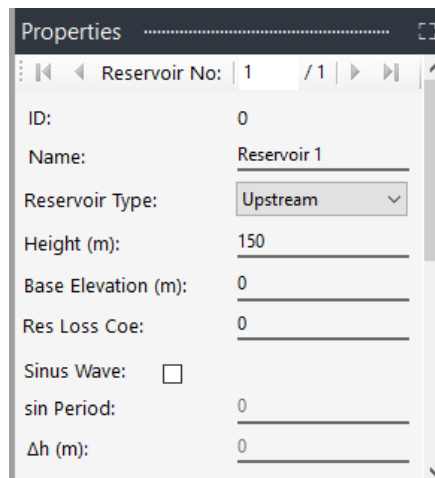 Properties
Reservoir No: 1 / 1
ID: 0
Name: Reservoir 1
Reservoir Type: Upstream
Height (m): 150
Base Elevation (m): 0
Res Loss Coe: 0
Sinus Wave:
sin Period: 0
Δh (m): 0